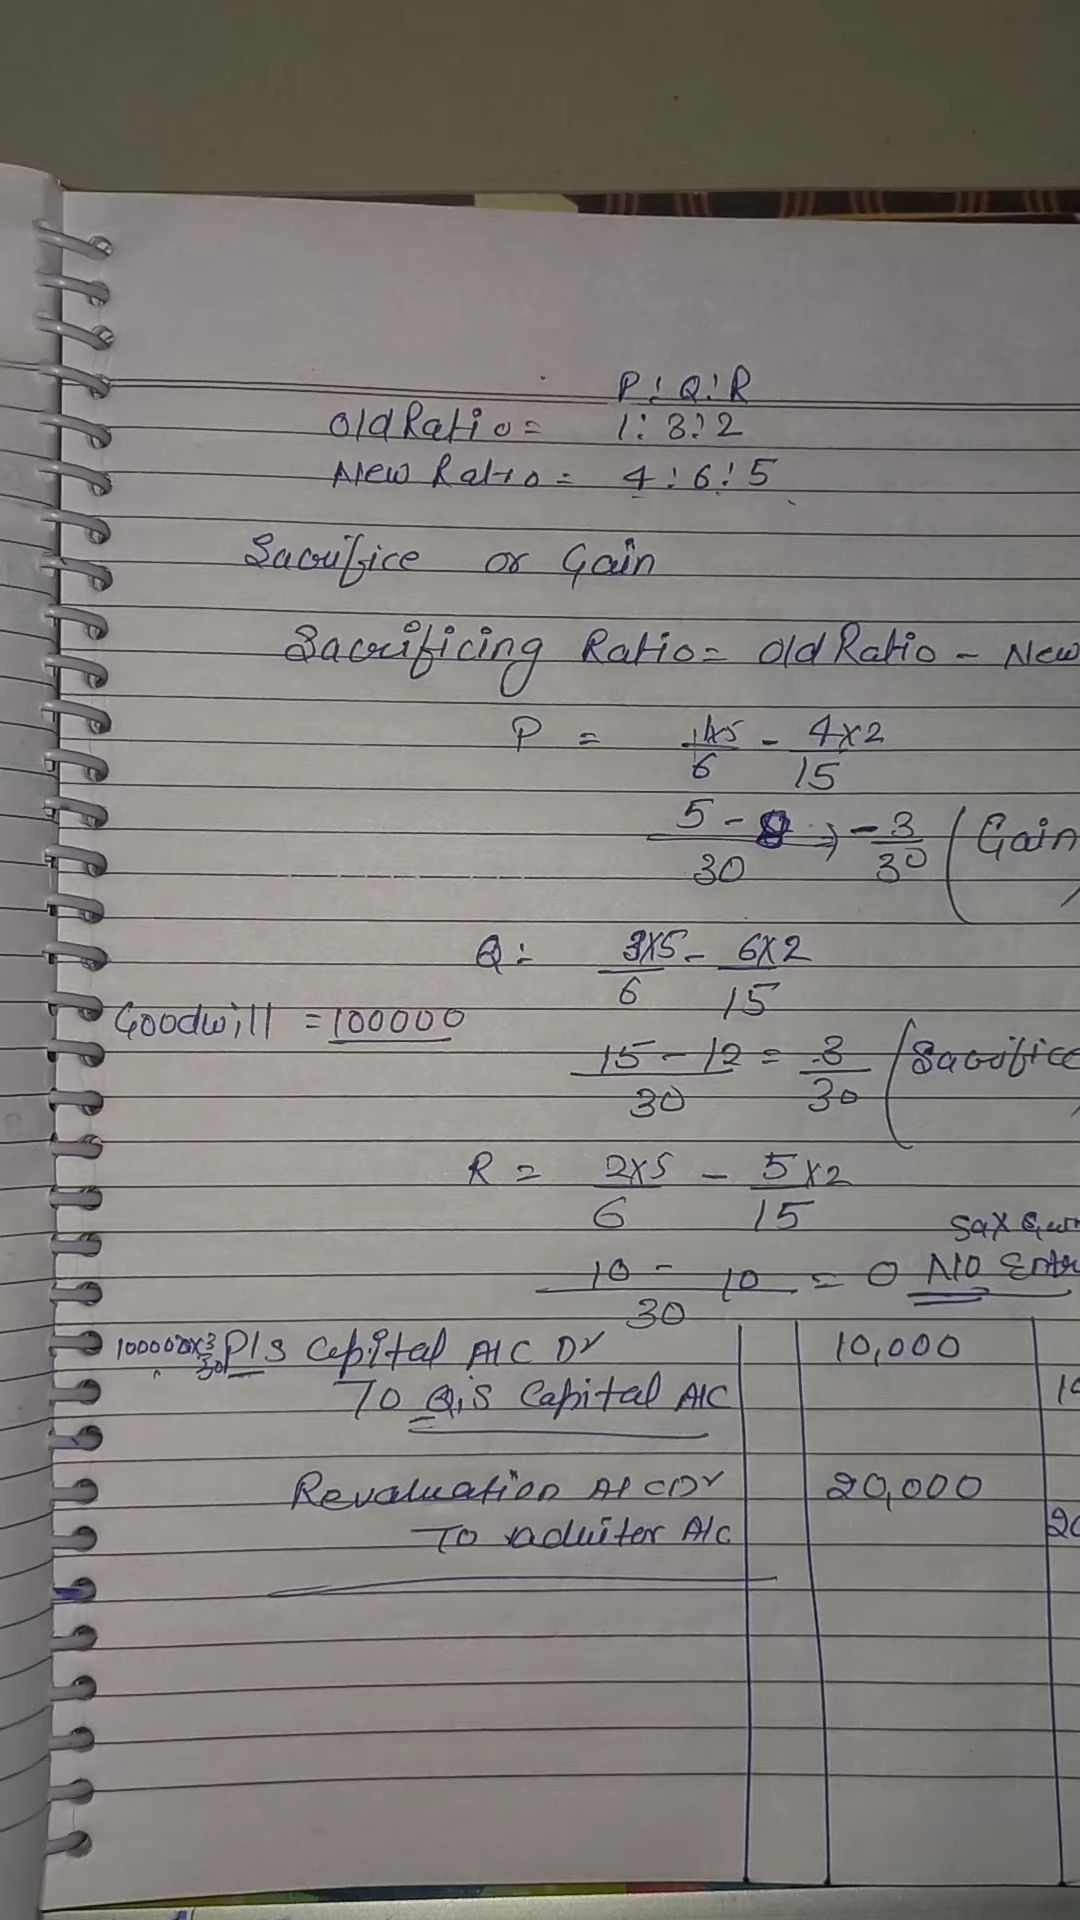 P : Q : R
Old Ratio = 1 : 3 : 2
New Ratio = 4 : 6 : 5
Sacrifice or Gain
Sacrificing Ratio = Old Ratio - New
P = 1x5/6 - 4x2/15
5 - 8/30 => -3/30 (Gain
Q = 3x5/6 - 6x2/15
Goodwill = 100000
15 - 12/30 = 3/30 (Sacrifice
R = 2x5/6 - 5x2/15
10 - 10/30 = 0 No
100000x3/30 P's Capital A/C Dr 10,000
To Q's Capital A/C 10
Revaluation A/C Dr 20,000
To A/C 20